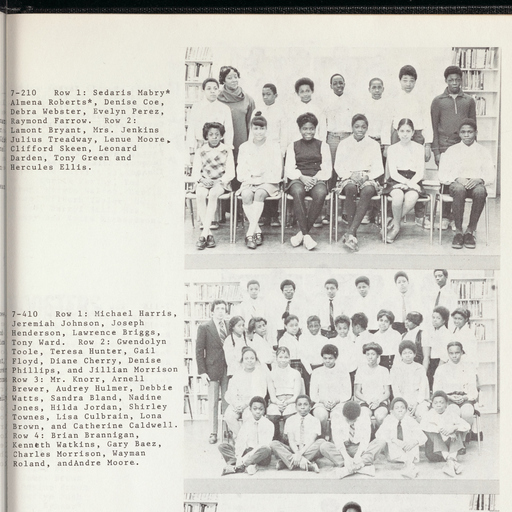 7-210 Row 1: Sedaris Mabry*
Almena Roberts*, Denise Coe,
Debra Webster, Evelyn Perez,
Raymond Farrow. Row 2:
Lamont Bryant, Mrs. Jenkins
Julius Treadway, Lenue Moore,
Clifford Skeen, Leonard
Darden, Tony Green and
Hercules Ellis.
7-410 Row 1: Michael Harris,
Jeremiah Johnson, Joseph
Henderson, Lawrence Briggs,
Tony Ward. Row 2: Gwendolyn
Toole, Teresa Hunter, Gail
Floyd, Diane Cherry, Denise
Phillips, and Jillian Morrison
Row 3: Mr. Knorr, Arnell
Brewer, Audrey Hulmer, Debbie
Watts, Sandra Bland, Nadine
Jones, Hilda Jordan, Shirley
Townes, Lisa Calbrain, Lona
Brown, and Catherine Caldwell.
Row 4: Brian Brannigan,
Kenneth Watkins, Gary Baez,
Charles Morrison, Wayman
Roland, andAndre Moore.